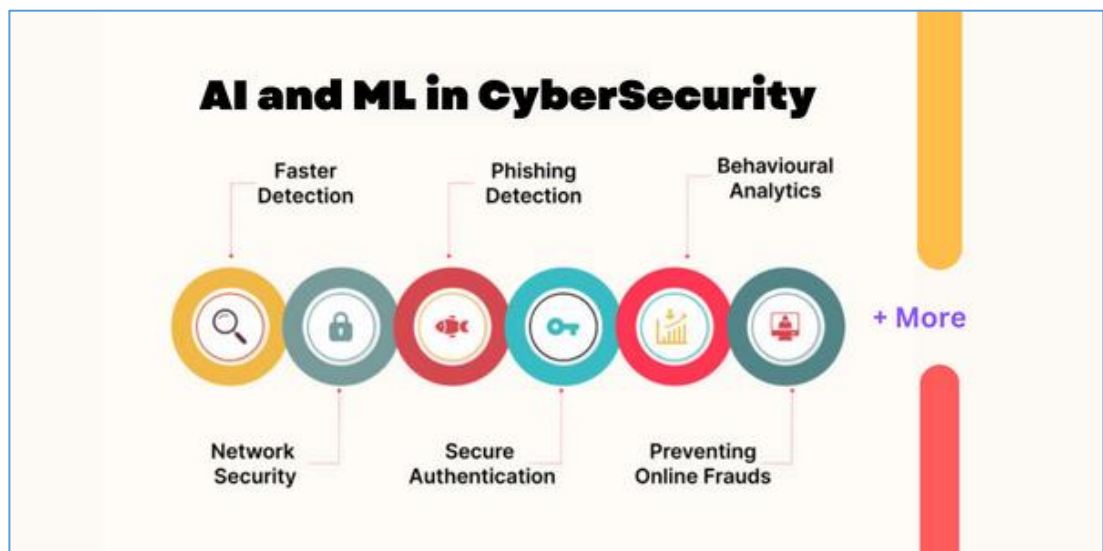 AI and ML in CyberSecurity
Faster
Detection
Phishing
Detection
Behavioural
Analytics
+ More
Network
Security
Secure
Authentication
Preventing
Online Frauds